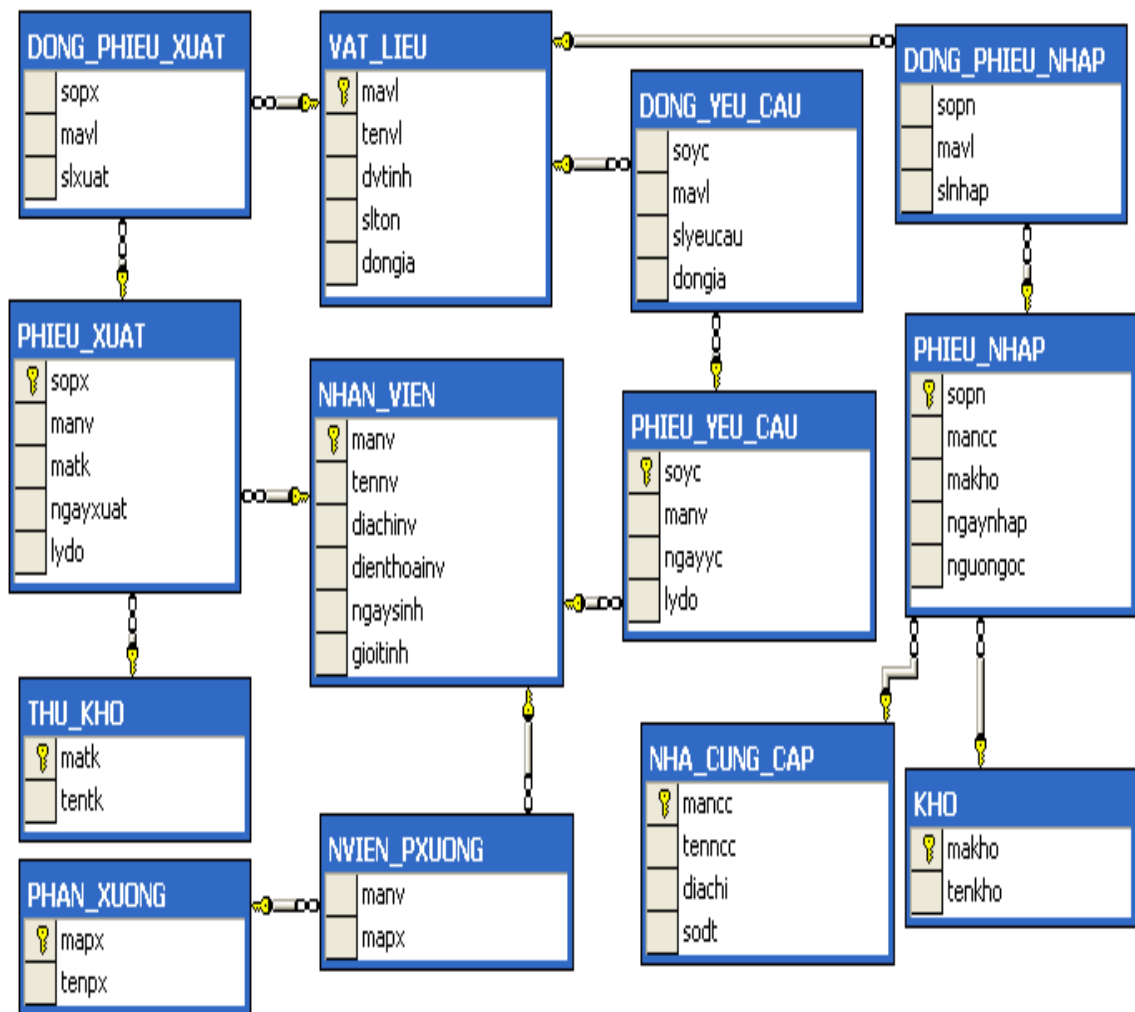 DONG_PHIEU_XUAT
sopx
mavl
slxuat
VAT_LIEU
mavl
tenvl
dvtinh
slton
dongia
DONG_YEU_CAU
soyc
mavl
slyeucau
dongia
DONG_PHIEU_NHAP
sopn
mavl
slnhap
PHIEU_XUAT
sopx
manv
matk
ngayxuat
lydo
NHAN_VIEN
manv
tennv
diachinv
dienthoainv
ngaysinh
gioitinh
PHIEU_YEU_CAU
soyc
manv
ngayyc
lydo
PHIEU_NHAP
sopn
mancc
makho
ngaynhap
nguongoc
THU_KHO
matk
tentk
NHA_CUNG_CAP
mancc
tenncc
diachi
sodt
KHO
makho
tenkho
PHAN_XUONG
mapx
tenpx
NVIEN_PXUONG
manv
mapx